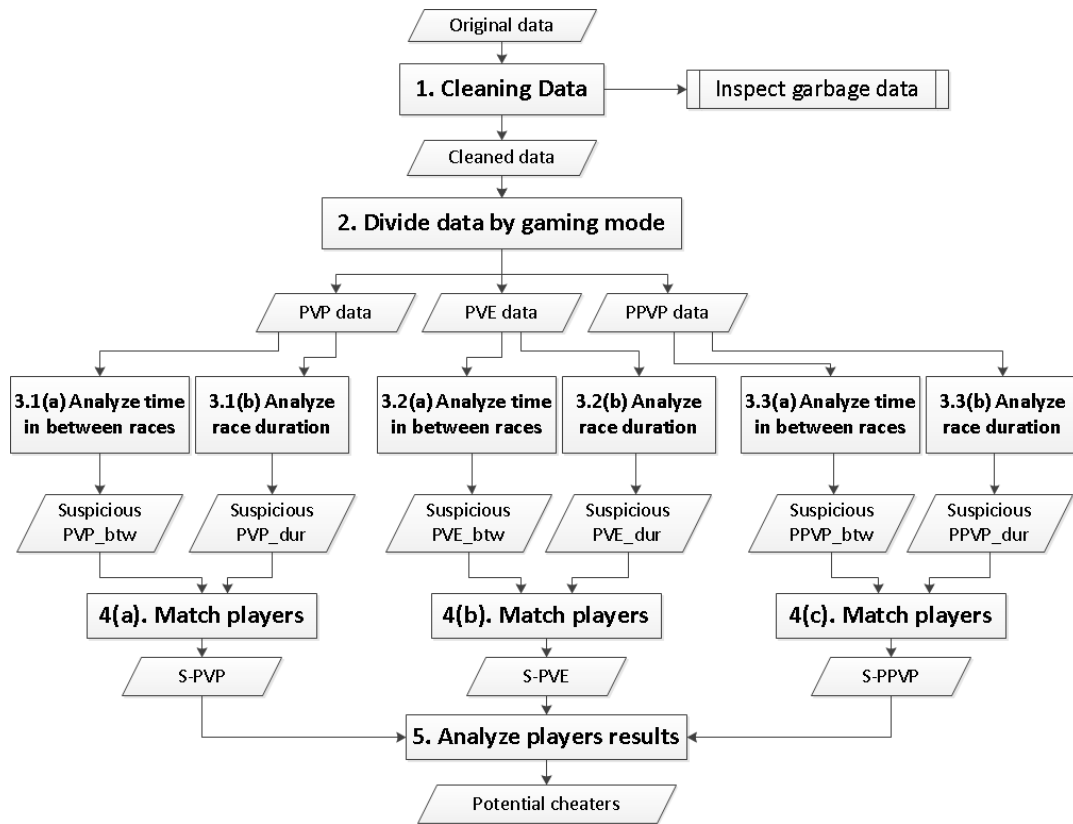 Original data
1. Cleaning Data
Inspect garbage data
Cleaned data
2. Divide data by gaming mode
PVP data
PVE data
PPVP data
3.1(a) Analyze time
in between races
3.1(b) Analyze
race duration
3.2(a) Analyze time
in between races
3.2(b) Analyze
race duration
3.3(a) Analyze time
in between races
3.3(b) Analyze
race duration
Suspicious
PVP_btw
Suspicious
PVP_dur
Suspicious
PVE_btw
Suspicious
PVE_dur
Suspicious
PPVP_btw
Suspicious
PPVP_dur
4(a). Match players
4(b). Match players
4(c). Match players
S-PVP
S-PVE
S-PPVP
5. Analyze players results
Potential cheaters